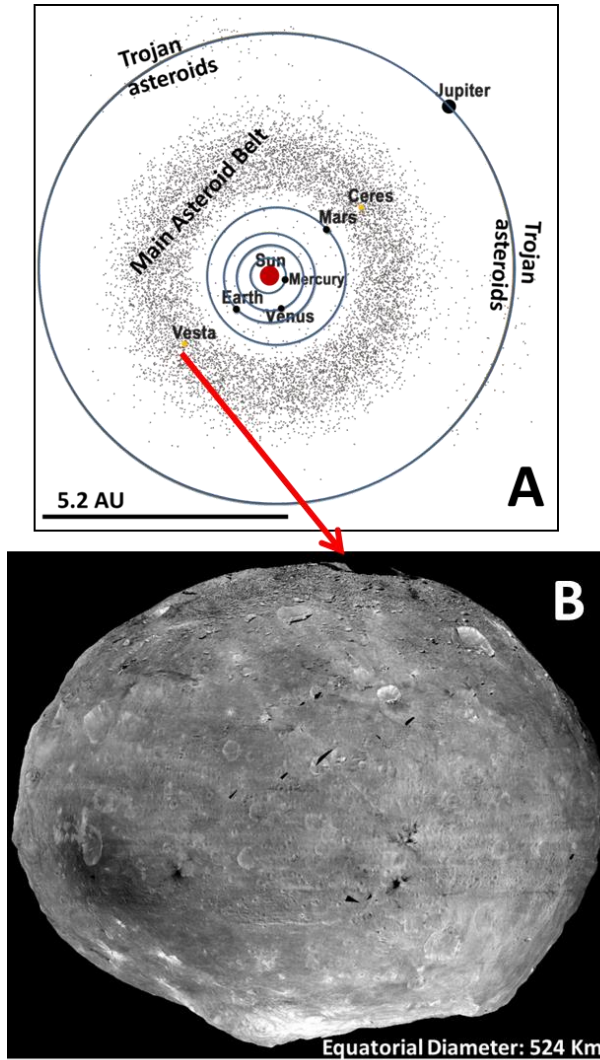 Trojan
asteroids
Jupiter
Main Asteroid Belt
Ceres
Mars
Trojan
asteroids
Sun
Mercury
Earth
Venus
Vesta
5.2 AU
A
B
Equatorial Diameter: 524 Km